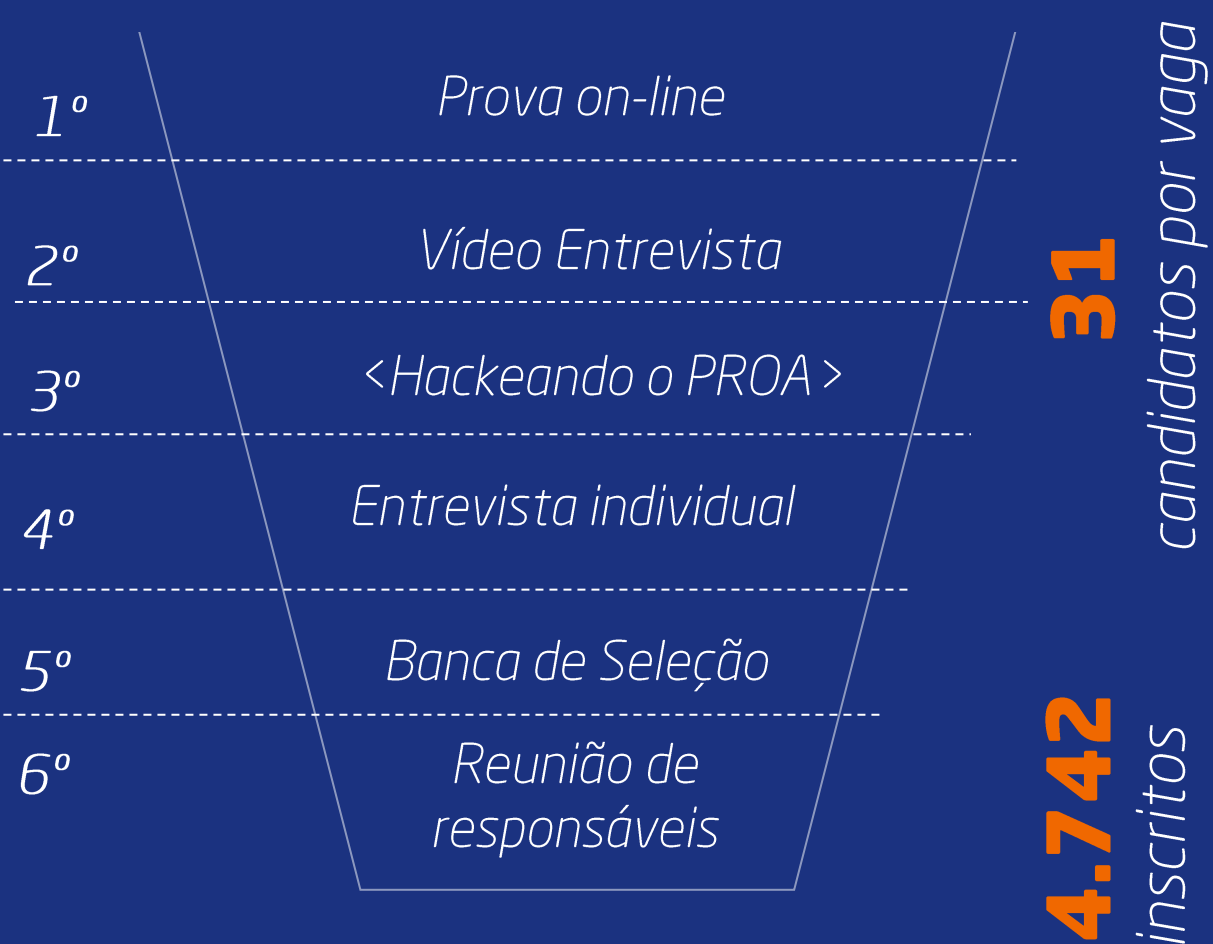 1º
Prova on-line
2º
Vídeo Entrevista
3º
<Hackeando o PROA>
4º
Entrevista individual
5º
Banca de Seleção
6º
Reunião de
responsáveis
4.742
inscritos
31
candidatos por vaga